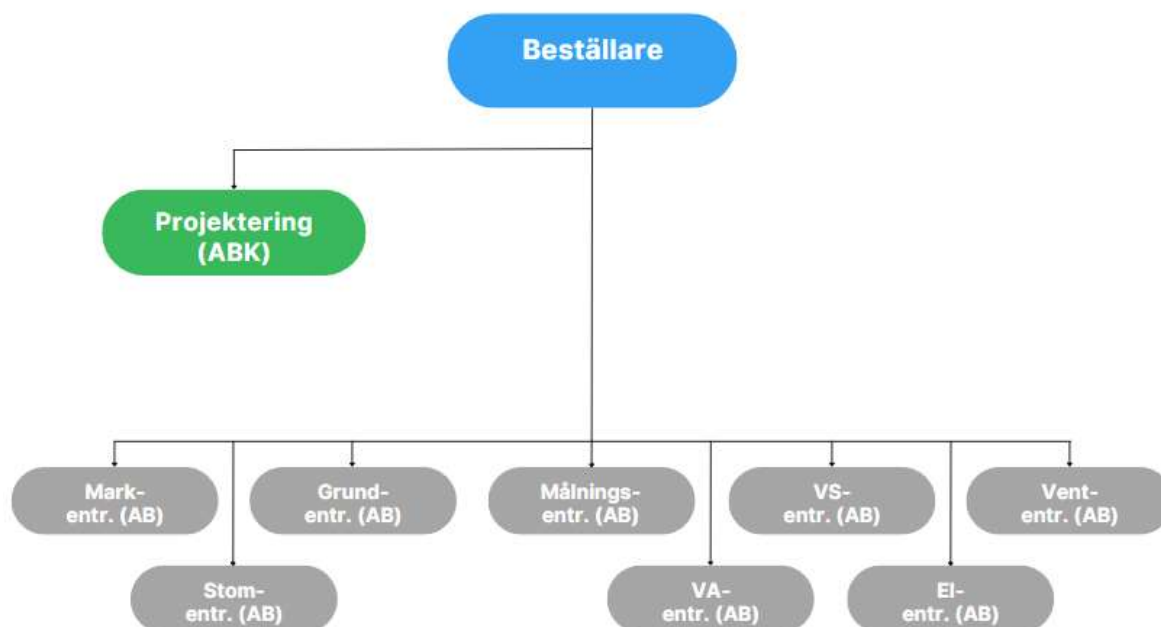 Beställare
Projektering
(ABK)
Mark-
entr. (AB)
Grund-
entr. (AB)
Målnings-
entr. (AB)
VS-
entr. (AB)
Vent-
entr. (AB)
Stom-
entr. (AB)
VA-
entr. (AB)
El-
entr. (AB)